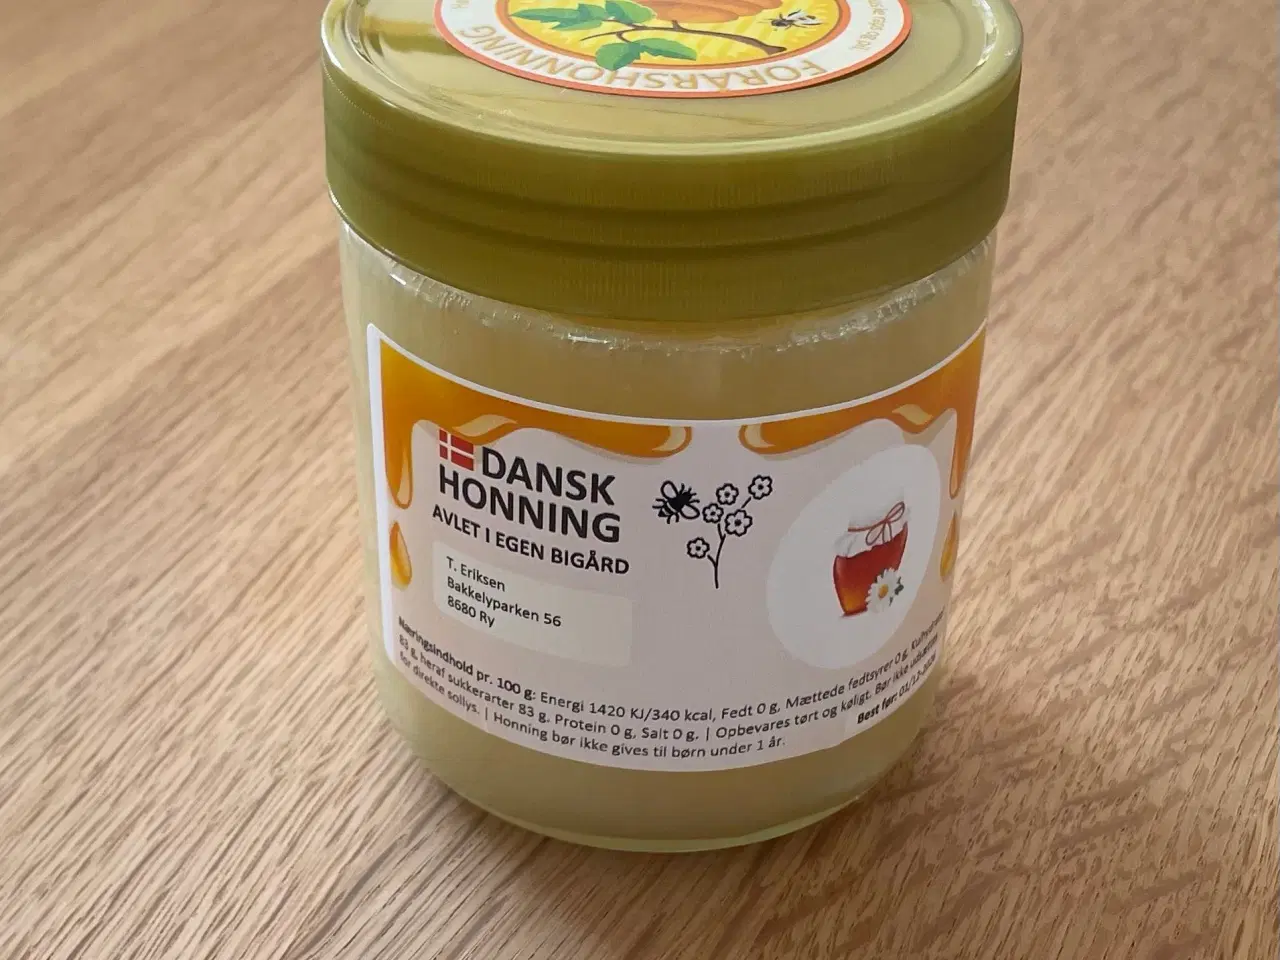 FORÅRSHONNING
DANSK
HONNING
AVLET I EGEN BIGÅRD
T. Eriksen
Bakkelyparken 56
8680 Ry
Næringsindhold pr. 100 g: Energi 1420 KJ/340 kcal, Fedt 0 g, Mættede fedtsyrer 0 g,
83 g, heraf sukkerarter 83 g, Protein 0 g, Salt 0 g. | Opbevares tørt og køligt. Bør ikke
for direkte sollys. | Honning bør ikke gives til børn under 1 år.
Best før: